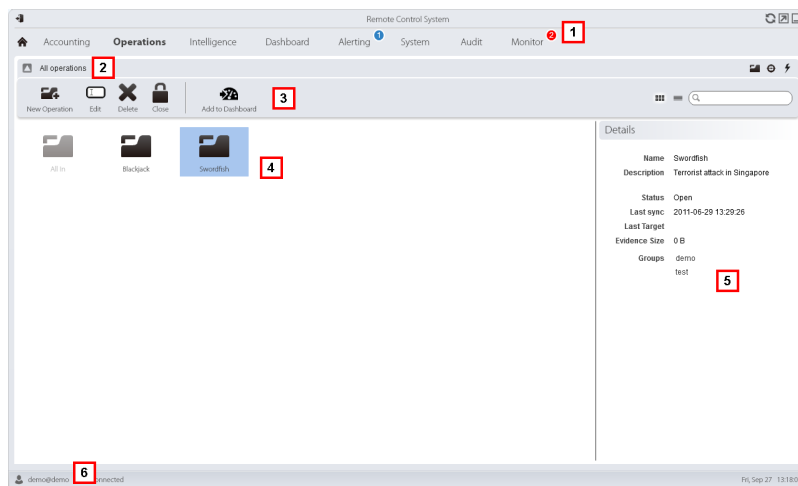 Remote Control System
Accounting Operations Intelligence Dashboard Alerting 1 System Audit Monitor 2 1
All operations 2
New Operation Edit Delete Close Add to Dashboard 3
All In Blackjack Swordfish 4
Details
Name Swordfish
Description Terrorist attack in Singapore
Status Open
Last sync 2011-06-29 13:29:26
Last Target
Evidence Size 0 B
Groups demo
test
5
demo@demo 6
Fri, Sep 27 13:18:0